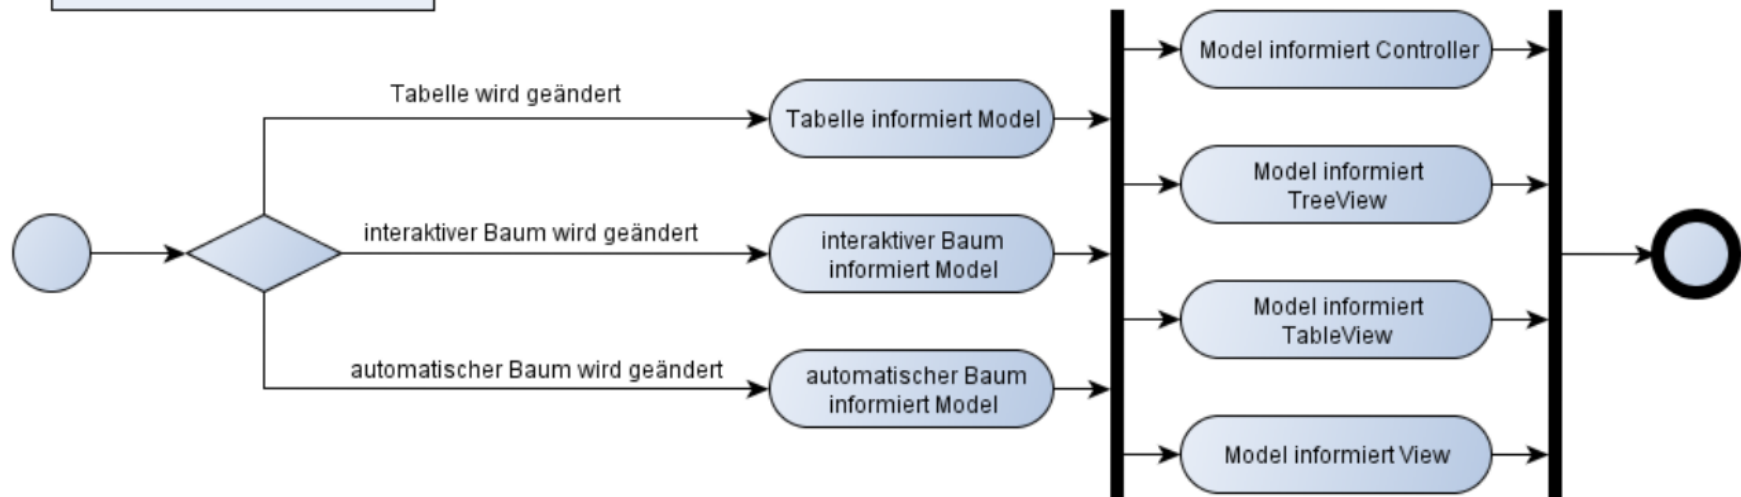 Model informiert Controller
Tabelle wird geändert
Tabelle informiert Model
Model informiert
TreeView
interaktiver Baum wird geändert
interaktiver Baum
informiert Model
Model informiert
TableView
automatischer Baum wird geändert
automatischer Baum
informiert Model
Model informiert View